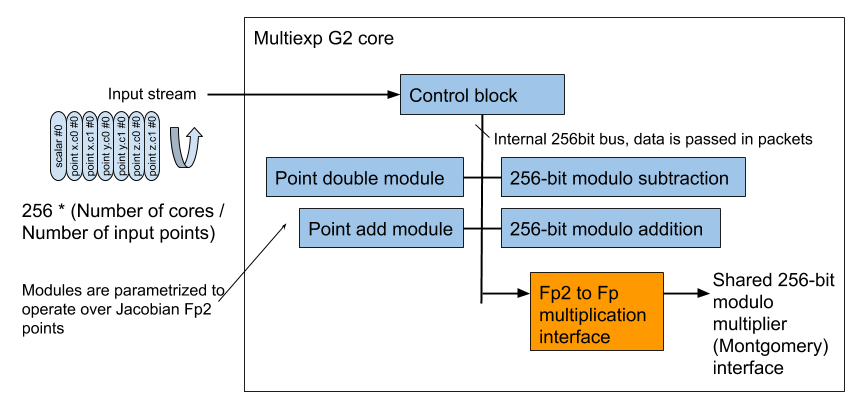 Multiexp G2 core
Input stream
Control block
scalar #0
point x.c0 #0
point x.c1 #0
point y.c0 #0
point y.c1 #0
point z.c0 #0
point z.c1 #0
Internal 256bit bus, data is passed in packets
Point double module
256-bit modulo subtraction
256 * (Number of cores /
Number of input points)
Point add module
256-bit modulo addition
Modules are parametrized to
operate over Jacobian Fp2
points
Fp2 to Fp
multiplication
interface
Shared 256-bit
modulo
multiplier
(Montgomery)
interface